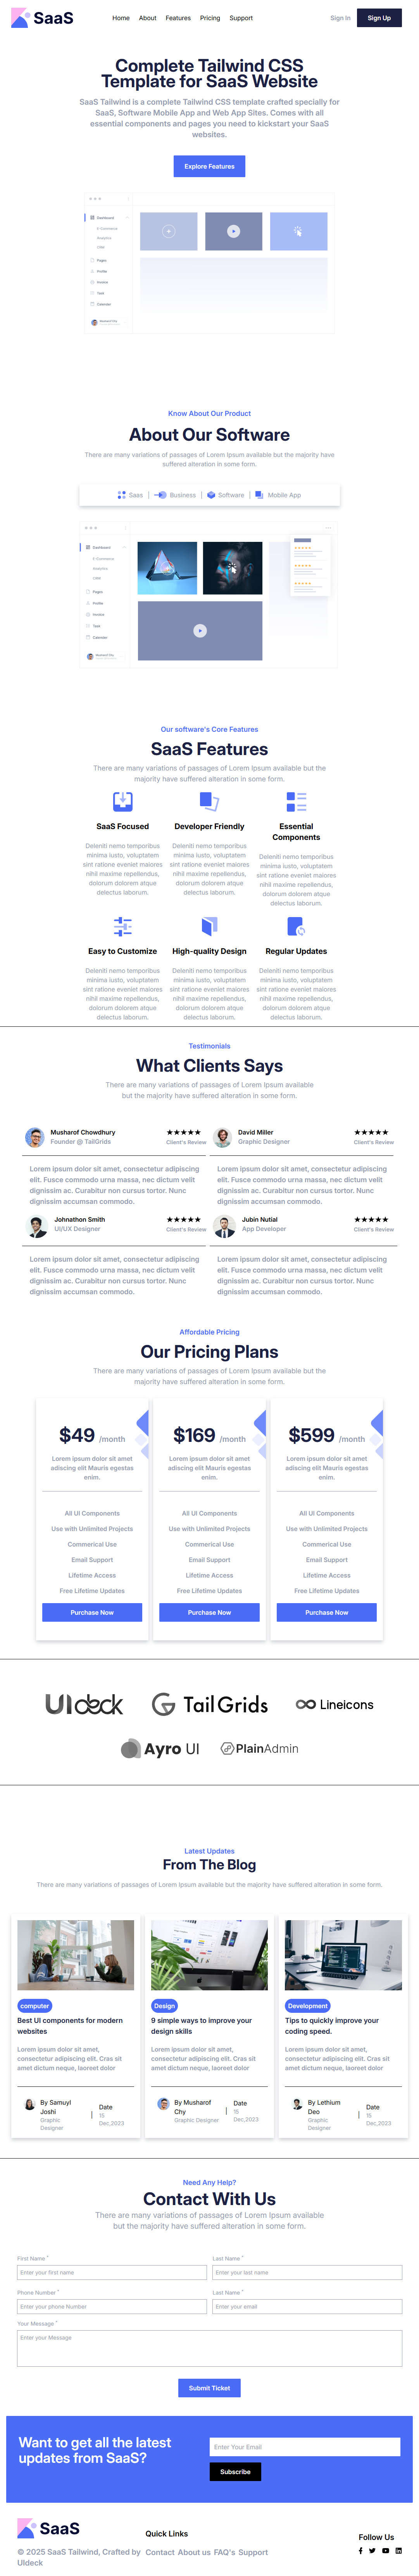 SaaS
Home About Features Pricing Support
Sign In Sign Up
Complete Tailwind CSS
Template for SaaS Website
SaaS Tailwind is a complete Tailwind CSS template crafted specially for
SaaS, Software Mobile App and Web App Sites. Comes with all
essential components and pages you need to kickstart your SaaS
websites.
Explore Features
Dashboard
E-Commerce
Analytics
CRM
Pages
Profile
Invoice
Task
Calendar
Know About Our Product
About Our Software
There are many variations of passages of Lorem Ipsum available but the majority have
suffered alteration in some form.
Saas | Business | Software | Mobile App
Dashboard
E-Commerce
Analytics
CRM
Pages
Profile
Invoice
Task
Calendar
Our software's Core Features
SaaS Features
There are many variations of passages of Lorem Ipsum available but the
majority have suffered alteration in some form.
SaaS Focused
Deleniti nemo temporibus
minima iusto, voluptatem
sint ratione eveniet maiores
nihil maxime repellendus,
dolorum dolorem atque
delectus laborum.
Developer Friendly
Deleniti nemo temporibus
minima iusto, voluptatem
sint ratione eveniet maiores
nihil maxime repellendus,
dolorum dolorem atque
delectus laborum.
Essential
Components
Deleniti nemo temporibus
minima iusto, voluptatem
sint ratione eveniet maiores
nihil maxime repellendus,
dolorum dolorem atque
delectus laborum.
Easy to Customize
Deleniti nemo temporibus
minima iusto, voluptatem
sint ratione eveniet maiores
nihil maxime repellendus,
dolorum dolorem atque
delectus laborum.
High-quality Design
Deleniti nemo temporibus
minima iusto, voluptatem
sint ratione eveniet maiores
nihil maxime repellendus,
dolorum dolorem atque
delectus laborum.
Regular Updates
Deleniti nemo temporibus
minima iusto, voluptatem
sint ratione eveniet maiores
nihil maxime repellendus,
dolorum dolorem atque
delectus laborum.
Testimonials
What Clients Says
There are many variations of passages of Lorem Ipsum available
but the majority have suffered alteration in some form.
Musharof Chowdhury
Founder @ TailGrids
★★★★★
Client's Review
Lorem ipsum dolor sit amet, consectetur adipiscing
elit. Fusce commodo urna massa, nec dictum velit
dignissim ac. Curabitur non cursus tortor. Nunc
dignissim accumsan commodo.
David Miller
Graphic Designer
★★★★★
Client's Review
Lorem ipsum dolor sit amet, consectetur adipiscing
elit. Fusce commodo urna massa, nec dictum velit
dignissim ac. Curabitur non cursus tortor. Nunc
dignissim accumsan commodo.
Johnathon Smith
UI/UX Designer
★★★★★
Client's Review
Lorem ipsum dolor sit amet, consectetur adipiscing
elit. Fusce commodo urna massa, nec dictum velit
dignissim ac. Curabitur non cursus tortor. Nunc
dignissim accumsan commodo.
Jubin Nutial
App Developer
★★★★★
Client's Review
Lorem ipsum dolor sit amet, consectetur adipiscing
elit. Fusce commodo urna massa, nec dictum velit
dignissim ac. Curabitur non cursus tortor. Nunc
dignissim accumsan commodo.
Affordable Pricing
Our Pricing Plans
There are many variations of passages of Lorem Ipsum available but the
majority have suffered alteration in some form.
$49 /month
Lorem ipsum dolor sit amet
adiscing elit Mauris egestas
enim.
All UI Components
Use with Unlimited Projects
Commerical Use
Email Support
Lifetime Access
Free Lifetime Updates
Purchase Now
$169 /month
Lorem ipsum dolor sit amet
adiscing elit Mauris egestas
enim.
All UI Components
Use with Unlimited Projects
Commerical Use
Email Support
Lifetime Access
Free Lifetime Updates
Purchase Now
$599 /month
Lorem ipsum dolor sit amet
adiscing elit Mauris egestas
enim.
All UI Components
Use with Unlimited Projects
Commerical Use
Email Support
Lifetime Access
Free Lifetime Updates
Purchase Now
UIdeck
TailGrids
Lineicons
Ayro UI
PlainAdmin
Latest Updates
From The Blog
There are many variations of passages of Lorem Ipsum available but the majority have suffered alteration in some form.
computer
Best UI components for modern
websites
Lorem ipsum dolor sit amet,
consectetur adipiscing elit. Cras sit
amet dictum neque, laoreet dolor
By Samuyl
Joshi
Graphic
Designer
Date
15
Dec,2023
Design
9 simple ways to improve your
design skills
Lorem ipsum dolor sit amet,
consectetur adipiscing elit. Cras sit
amet dictum neque, laoreet dolor
By Musharof
Chy
Graphic Designer
Date
15
Dec,2023
Development
Tips to quickly improve your
coding speed.
Lorem ipsum dolor sit amet,
consectetur adipiscing elit. Cras sit
amet dictum neque, laoreet dolor
By Lethium
Deo
Graphic
Designer
Date
15
Dec,2023
Need Any Help?
Contact With Us
There are many variations of passages of Lorem Ipsum available
but the majority have suffered alteration in some form.
First Name *
Enter your first name
Last Name *
Enter your last name
Phone Number *
Enter your phone Number
Last Name *
Enter your email
Your Message *
Enter your Message
Submit Ticket
Want to get all the latest
updates from SaaS?
Enter Your Email
Subscribe
SaaS
© 2025 SaaS Tailwind, Crafted by
UIdeck
Quick Links
Contact About us FAQ's Support
Follow Us